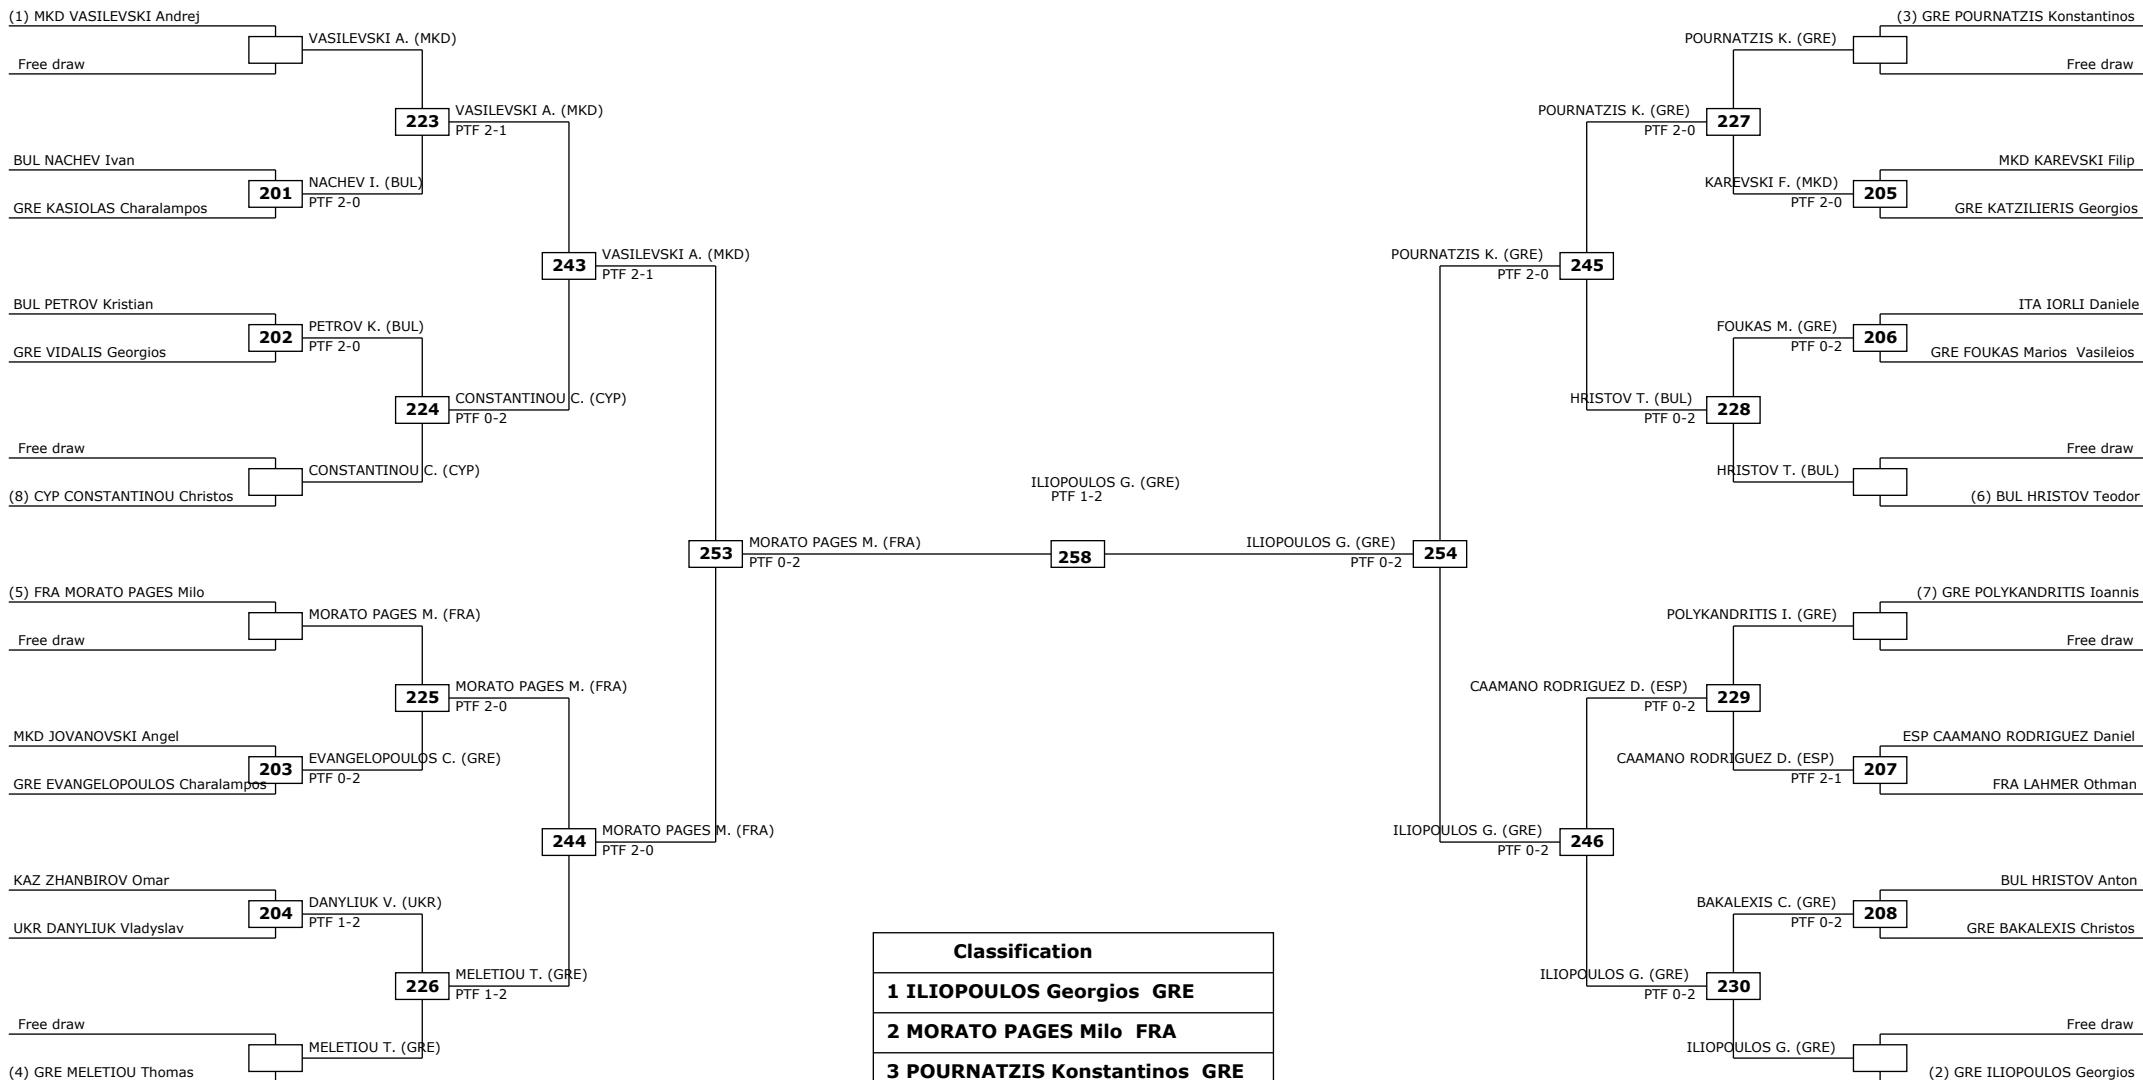 (1) MKD VASILEVSKI Andrej
VASILEVSKI A. (MKD)
Free draw
223
VASILEVSKI A. (MKD)
PTF 2-1
BUL NACHEV Ivan
201
NACHEV I. (BUL)
PTF 2-0
GRE KASIOLAS Charalampos
243
VASILEVSKI A. (MKD)
PTF 2-1
BUL PETROV Kristian
202
PETROV K. (BUL)
PTF 2-0
GRE VIDALIS Georgios
224
CONSTANTINOU C. (CYP)
PTF 0-2
Free draw
CONSTANTINOU C. (CYP)
(8) CYP CONSTANTINOU Christos
253
MORATO PAGES M. (FRA)
PTF 0-2
(5) FRA MORATO PAGES Milo
MORATO PAGES M. (FRA)
Free draw
225
MORATO PAGES M. (FRA)
PTF 2-0
MKD JOVANOVSKI Angel
203
EVANGELOPOULOS C. (GRE)
PTF 0-2
GRE EVANGELOPOULOS Charalampos
244
MORATO PAGES M. (FRA)
PTF 2-0
KAZ ZHANBIROV Omar
204
DANYLIUK V. (UKR)
PTF 1-2
UKR DANYLIUK Vladyslav
226
MELETIOU T. (GRE)
PTF 1-2
Free draw
MELETIOU T. (GRE)
(4) GRE MELETIOU Thomas
ILIOPOULOS G. (GRE)
PTF 1-2
258
(3) GRE POURNATZIS Konstantinos
POURNATZIS K. (GRE)
Free draw
POURNATZIS K. (GRE)
PTF 2-0
227
MKD KAREVSKI Filip
KAREVSKI F. (MKD)
PTF 2-0
205
GRE KATZILIERIS Georgios
POURNATZIS K. (GRE)
PTF 2-0
245
ITA IORLI Daniele
FOUKAS M. (GRE)
PTF 0-2
206
GRE FOUKAS Marios Vasileios
HRISTOV T. (BUL)
PTF 0-2
228
Free draw
HRISTOV T. (BUL)
(6) BUL HRISTOV Teodor
ILIOPOULOS G. (GRE)
PTF 0-2
254
(7) GRE POLYKANDRITIS Ioannis
POLYKANDRITIS I. (GRE)
Free draw
CAAMANO RODRIGUEZ D. (ESP)
PTF 0-2
229
ESP CAAMANO RODRIGUEZ Daniel
CAAMANO RODRIGUEZ D. (ESP)
PTF 2-1
207
FRA LAHMER Othman
ILIOPOULOS G. (GRE)
PTF 0-2
246
BUL HRISTOV Anton
BAKALEXIS C. (GRE)
PTF 0-2
208
GRE BAKALEXIS Christos
ILIOPOULOS G. (GRE)
PTF 0-2
230
Free draw
ILIOPOULOS G. (GRE)
(2) GRE ILIOPOULOS Georgios
Classification
1 ILIOPOULOS Georgios GRE
2 MORATO PAGES Milo FRA
3 POURNATZIS Konstantinos GRE